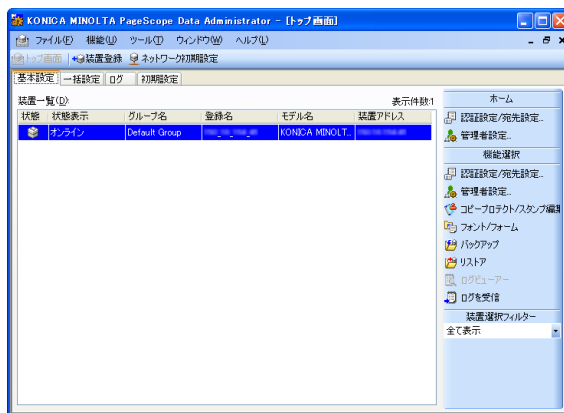 KONICA MINOLTA PageScope Data Administrator - [トップ画面]
ファイル(F) 機能(U) ツール(T) ウィンドウ(W) ヘルプ(L)
トップ画面 装置登録 ネットワーク初期設定
基本設定 一括設定 ログ 初期設定
装置一覧(D): 表示件数:1
状態 状態表示 グループ名 登録名 モデル名 装置アドレス
オンライン Default Group KONICA MINOLT...
ホーム
認証設定/宛先設定..
管理者設定..
機能選択
認証設定/宛先設定..
管理者設定..
コピープロテクト/スタンプ編集
フォント/フォーム
バックアップ
リストア
ログビューアー
ログを受信
装置選択フィルター
全て表示